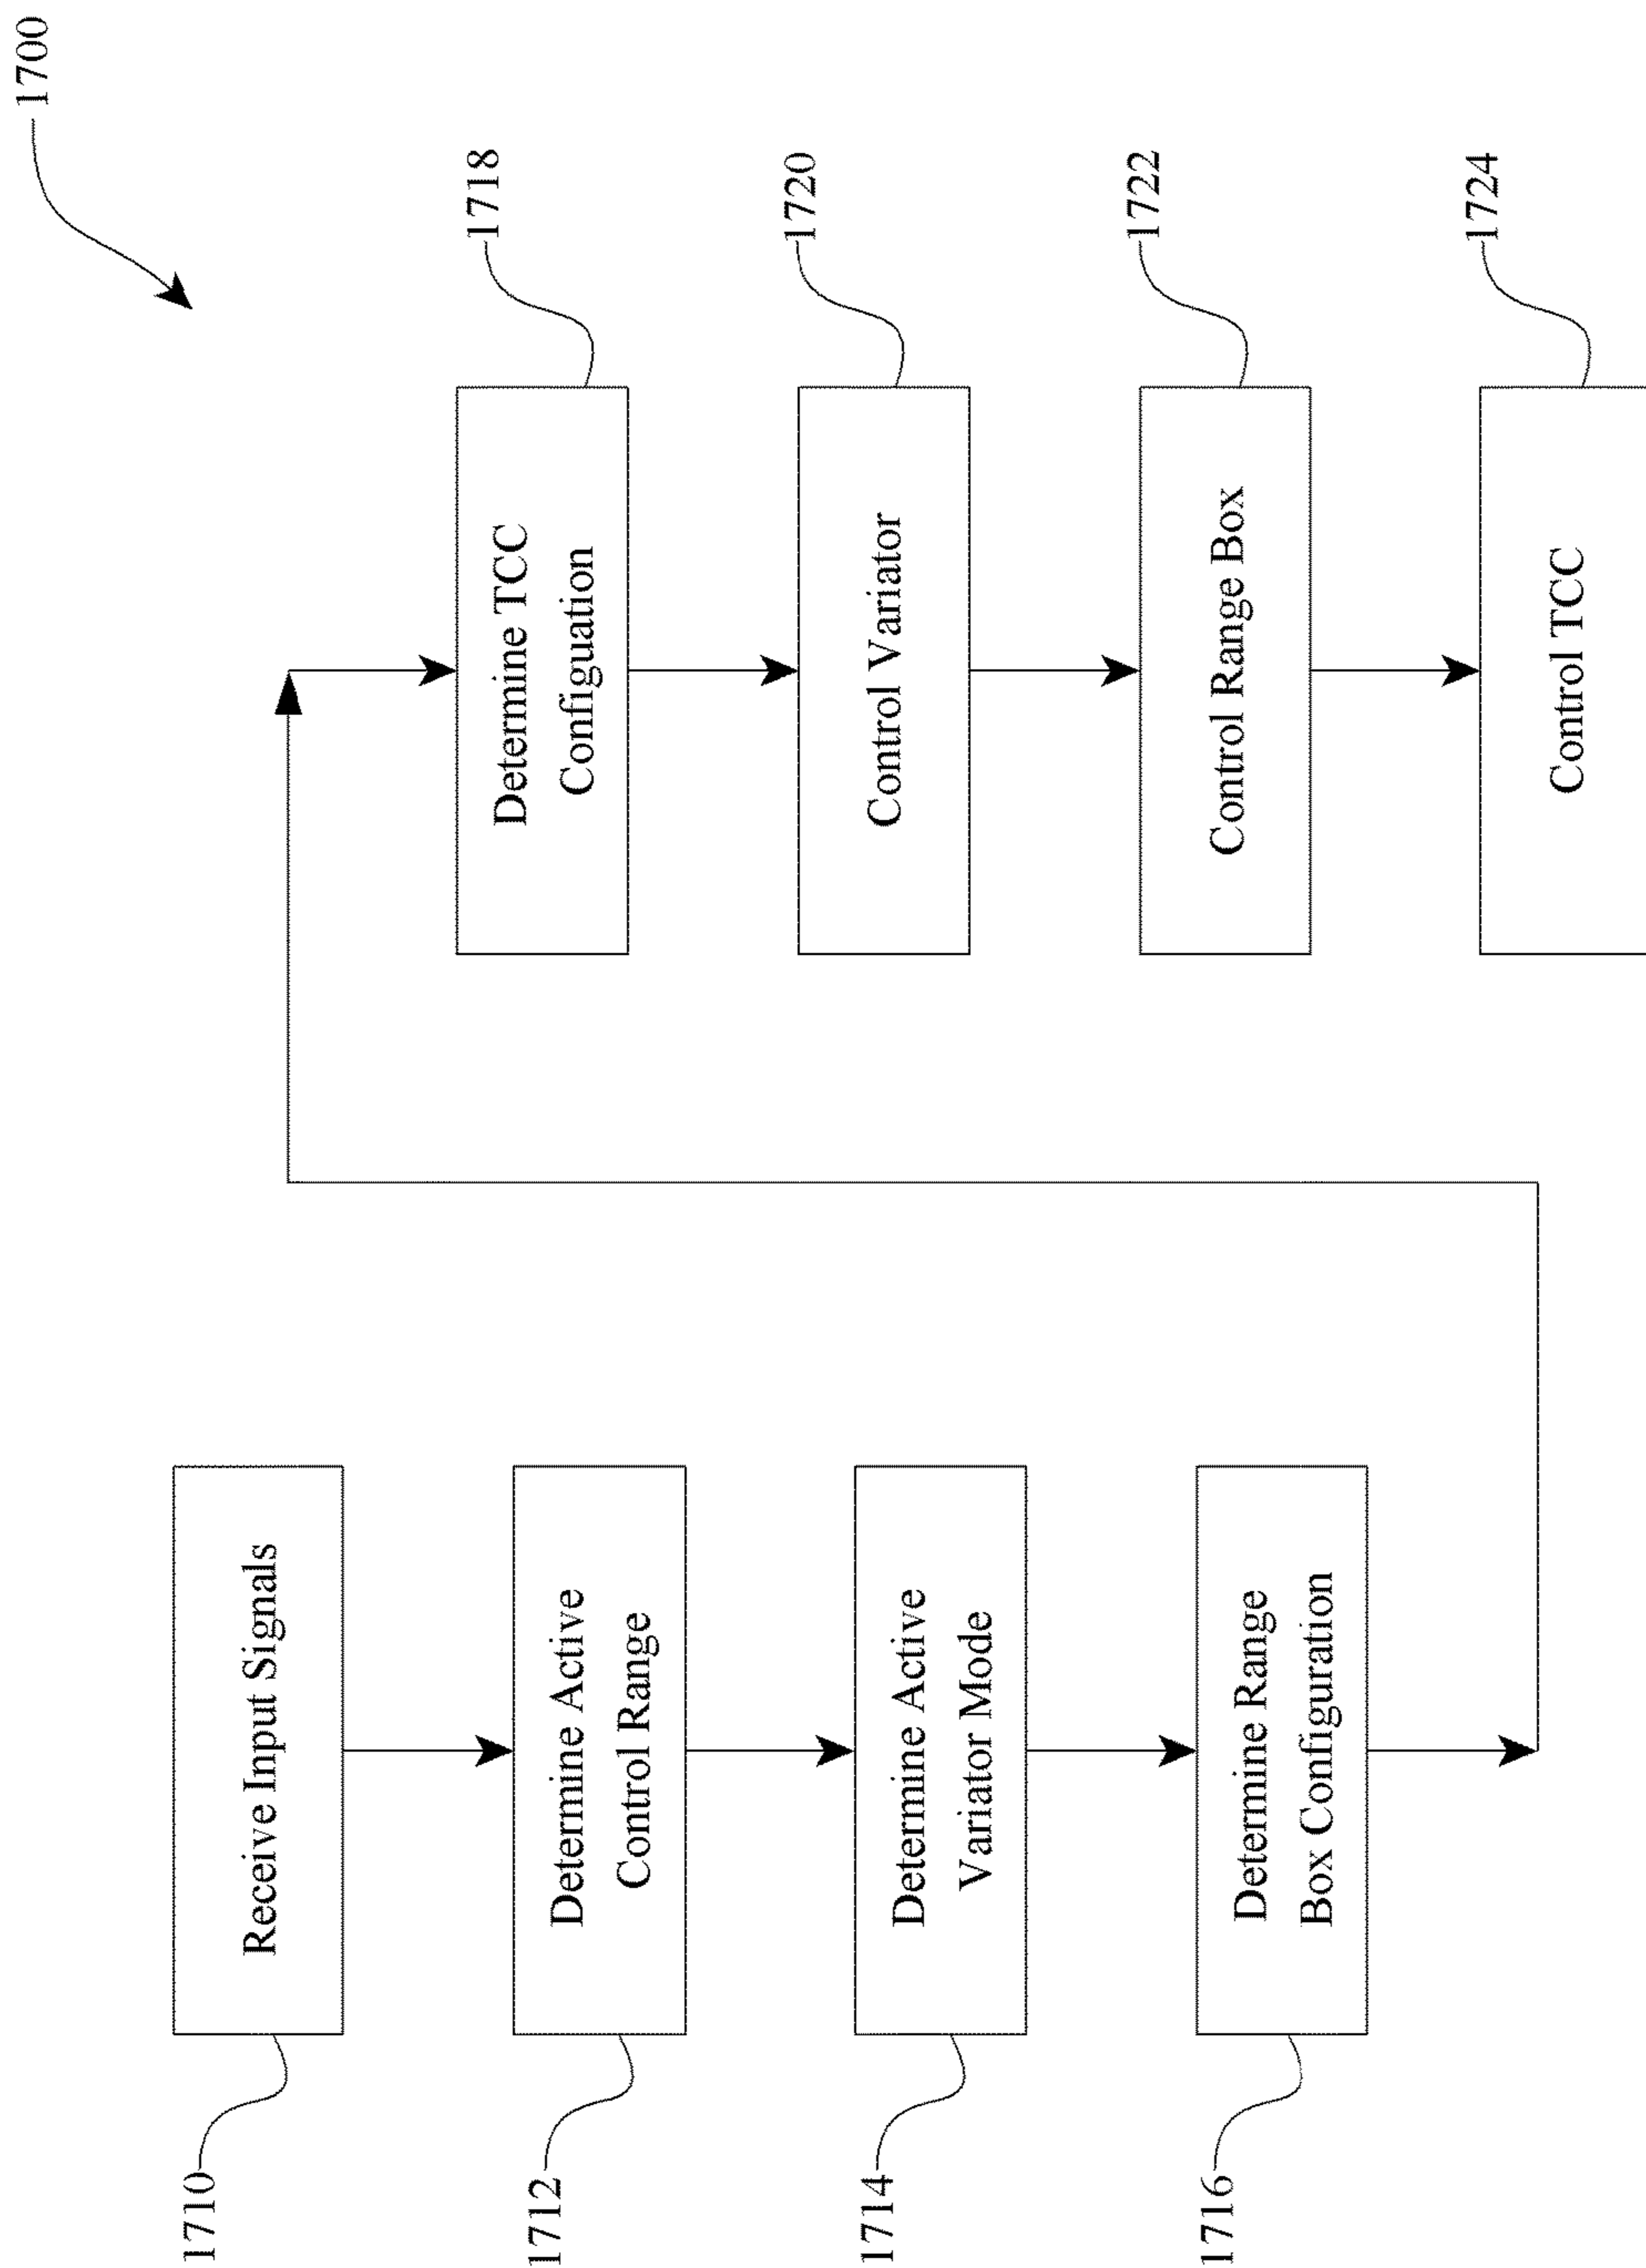 1700
1710
Receive Input Signals
1712
Determine Active
Control Range
1714
Determine Active
Variator Mode
1716
Determine Range
Box Configuration
1718
Determine TCC
Configuation
1720
Control Variator
1722
Control Range Box
1724
Control TCC